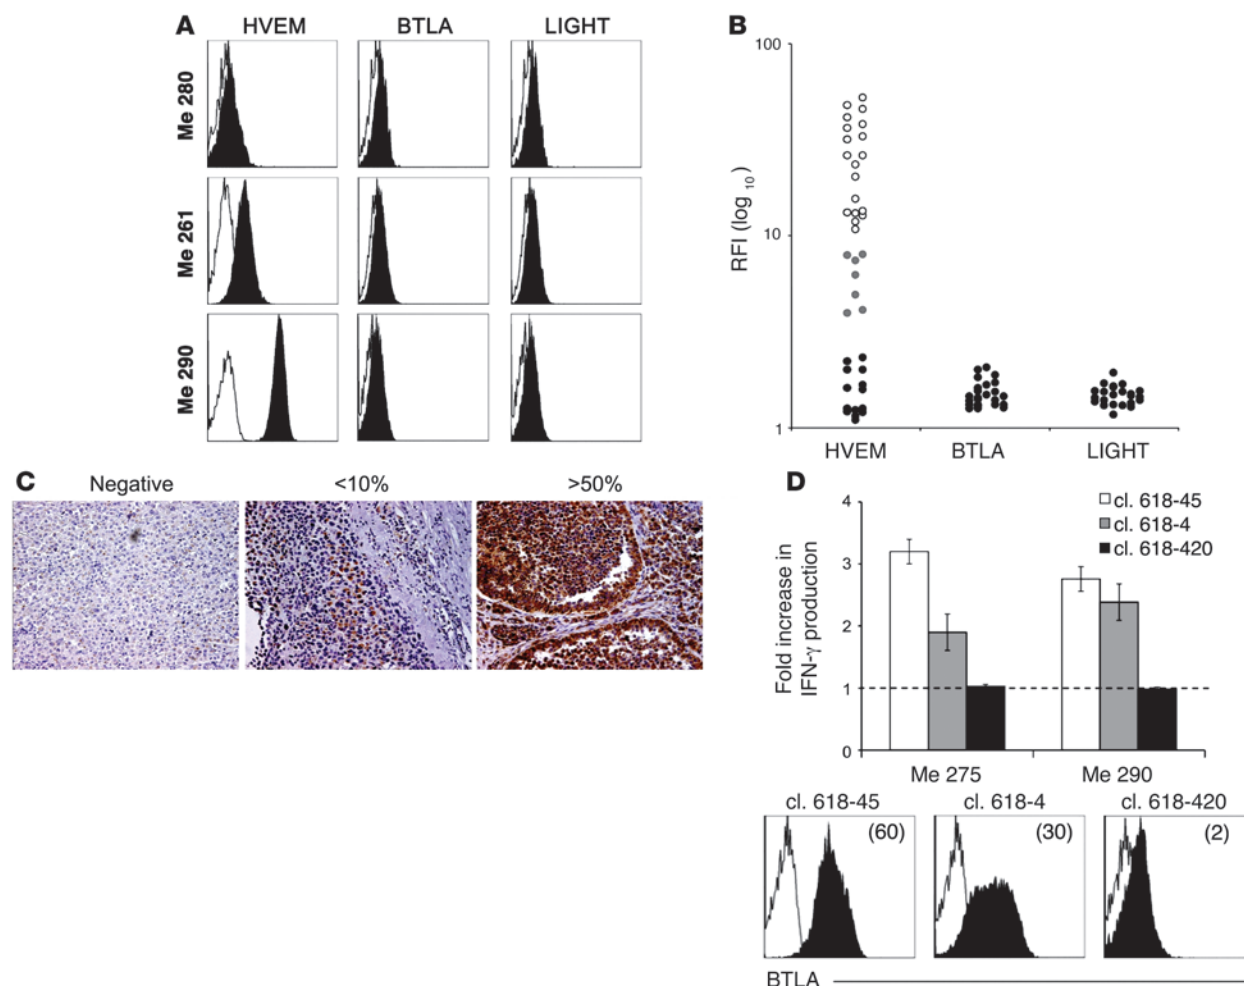 A
HVEM BTLA LIGHT
Me 280
Me 261
Me 290
B
100
10
1
RFI (log 10)
HVEM BTLA LIGHT
C
Negative <10% >50%
D
cl. 618-45
cl. 618-4
cl. 618-420
4
3
2
1
0
Fold increase in
IFN-γ production
Me 275 Me 290
cl. 618-45 cl. 618-4 cl. 618-420
(60) (30) (2)
BTLA